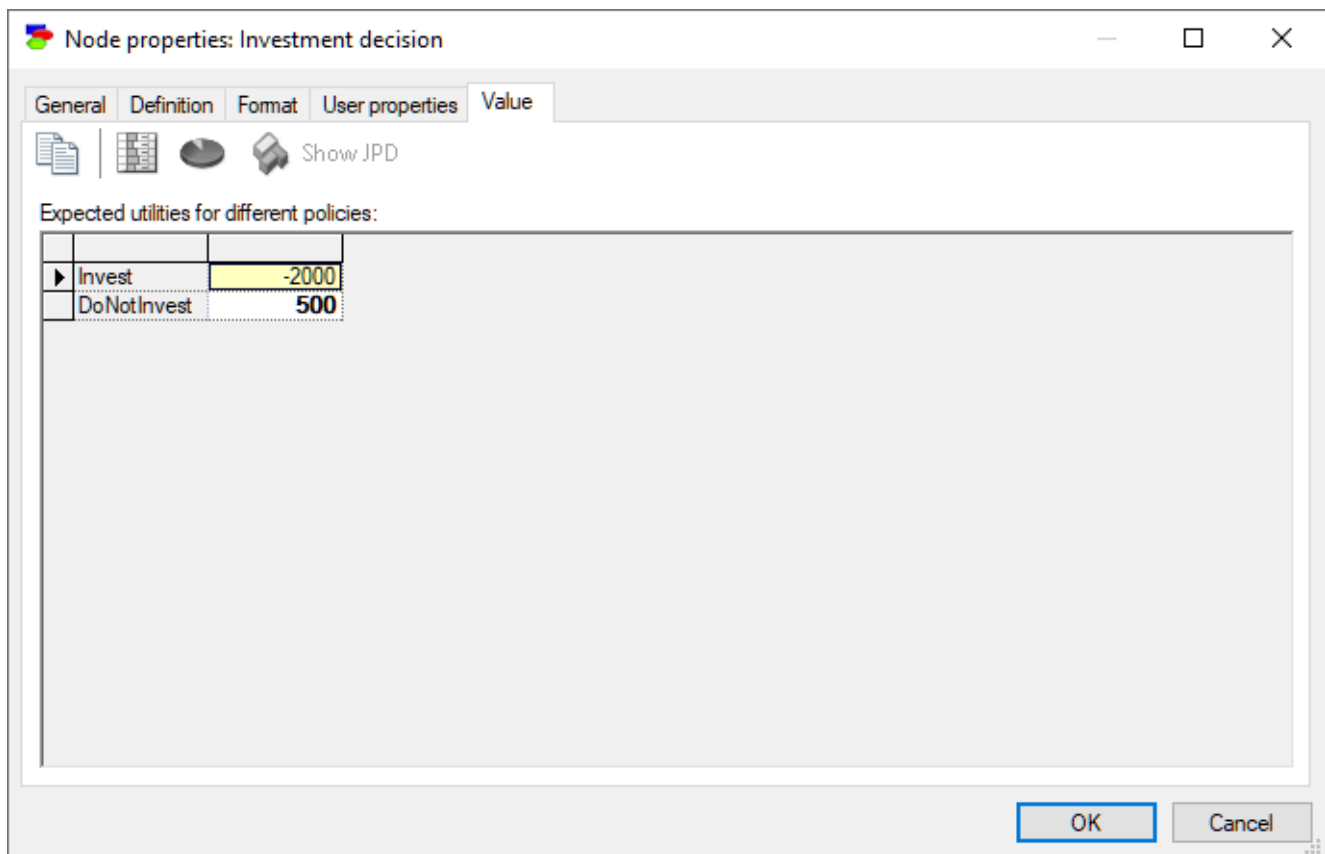 Node properties: Investment decision
General Definition Format User properties Value
Show JPD
Expected utilities for different policies:
Invest -2000
DoNotInvest 500
OK Cancel